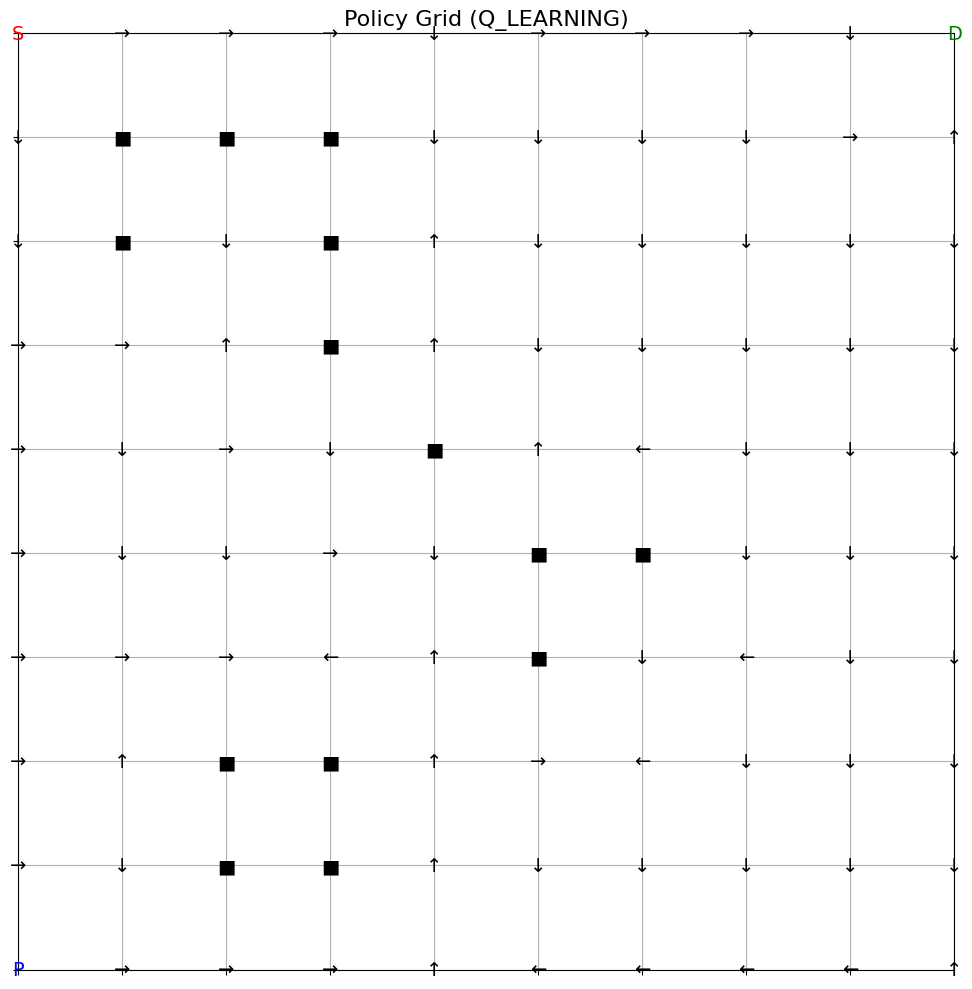 Policy Grid (Q_LEARNING)
S → → → ↓ → → → ↓ D
↓ ■ ■ ■ ↓ ↓ ↓ ↓ → ↑
↓ ■ ↓ ■ ↑ ↓ ↓ ↓ ↓ ↓
→ → ↑ ■ ↑ ↓ ↓ ↓ ↓ ↓
→ ↓ → ↓ ■ ↑ ← ↓ ↓ ↓
→ ↓ ↓ → ↓ ■ ■ ↓ ↓ ↓
→ → → ← ↑ ■ ↓ ← ↓ ↓
→ ↑ ■ ■ ↑ → ← ↓ ↓ ↓
→ ↓ ■ ■ ↑ ↓ ↓ ↓ ↓ ↓
P → → → ↑ ← ← ← ← ↑